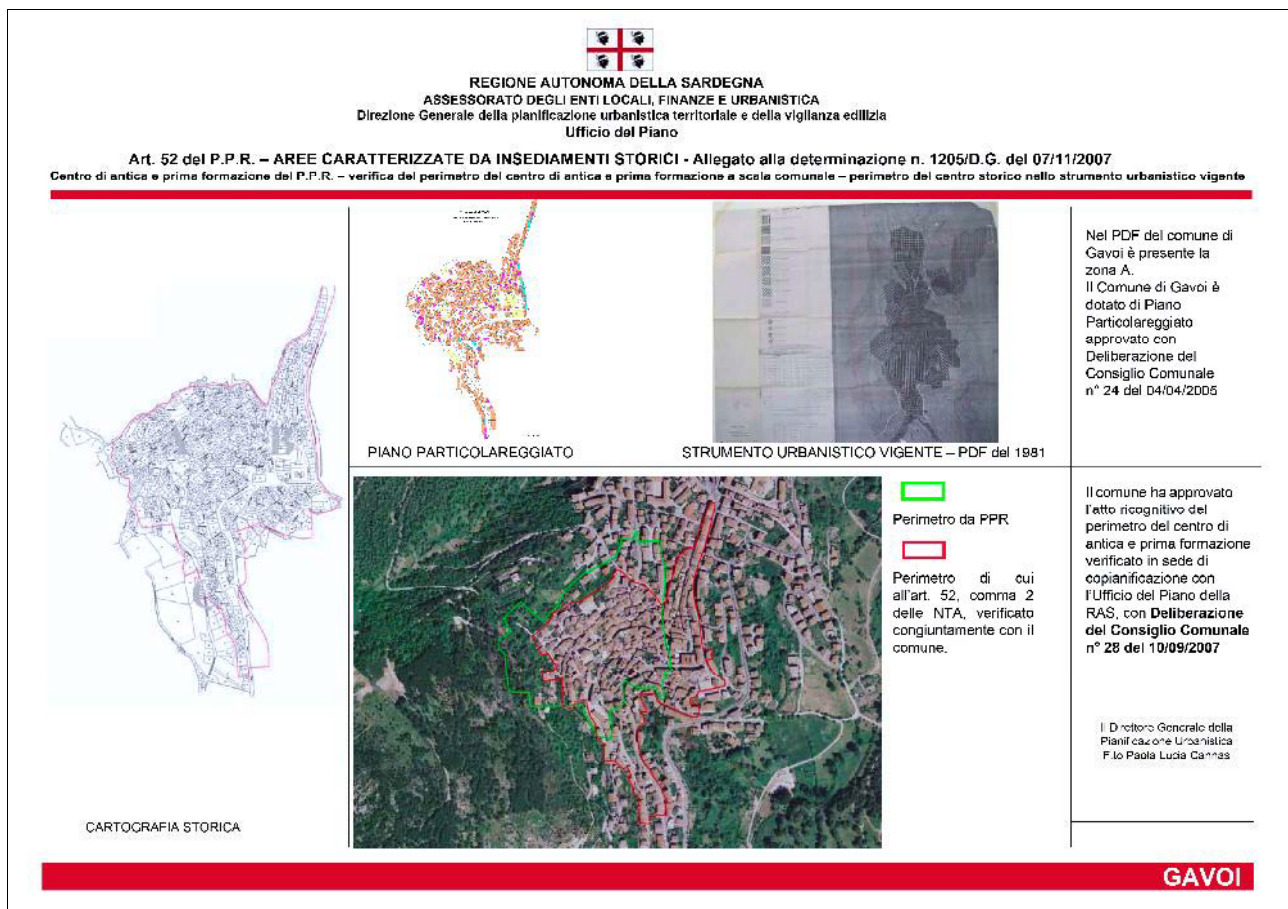 REGIONE AUTONOMA DELLA SARDEGNA
ASSESSORATO DEGLI ENTI LOCALI, FINANZE E URBANISTICA
Direzione Generale della pianificazione urbanistica territoriale e della vigilanza edilizia
Ufficio del Piano
Art. 52 del P.P.R. – AREE CARATTERIZZATE DA INSEDIAMENTI STORICI - Allegato alla determinazione n. 1205/D.G. del 07/11/2007
Centro di antica e prima formazione del P.P.R. – verifica del perimetro del centro di antica e prima formazione a scala comunale – perimetro del centro storico nello strumento urbanistico vigente
CARTOGRAFIA STORICA
PIANO PARTICOLAREGGIATO
STRUMENTO URBANISTICO VIGENTE – PDF del 1981
Nel PDF del comune di
Gavoi è presente la
zona A.
Il Comune di Gavoi è
dotato di Piano
Particolareggiato
approvato con
Deliberazione del
Consiglio Comunale
n° 24 del 04/04/2005
Perimetro da PPR
Perimetro di cui
all'art. 52, comma 2
delle NTA, verificato
congiuntamente con il
comune.
Il comune ha approvato
l'atto ricognitivo del
perimetro del centro di
antica e prima formazione
verificato in sede di
copianificazione con
l'Ufficio del Piano della
RAS, con Deliberazione
del Consiglio Comunale
n° 28 del 10/09/2007
Il Direttore Generale della
Pianificazione Urbanistica
F.to Paola Lucia Cannas
GAVOI